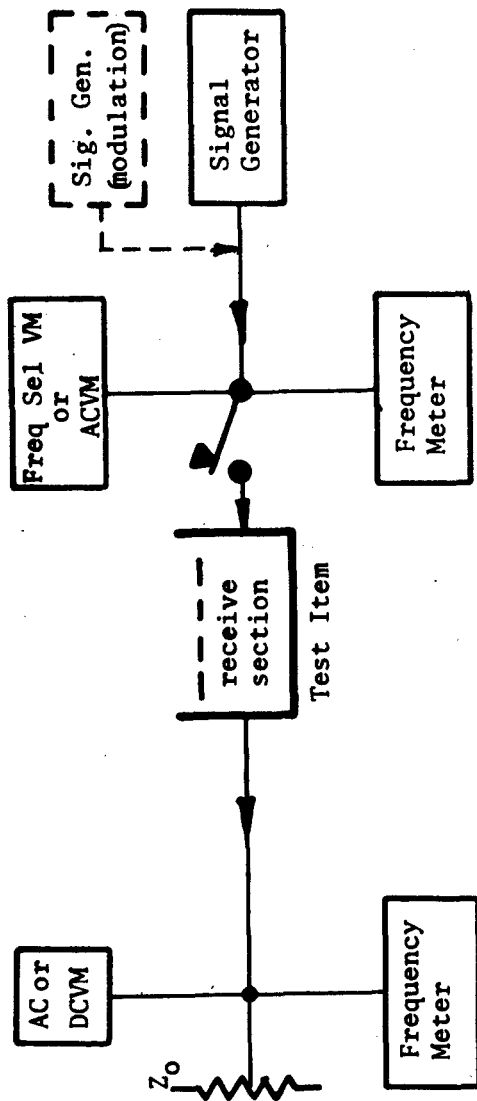 Sig. Gen.
(modulation)
Signal
Generator
Freq Sel VM
or
ACVM
Frequency
Meter
receive
section
Test Item
AC or
DCVM
Frequency
Meter
Zo